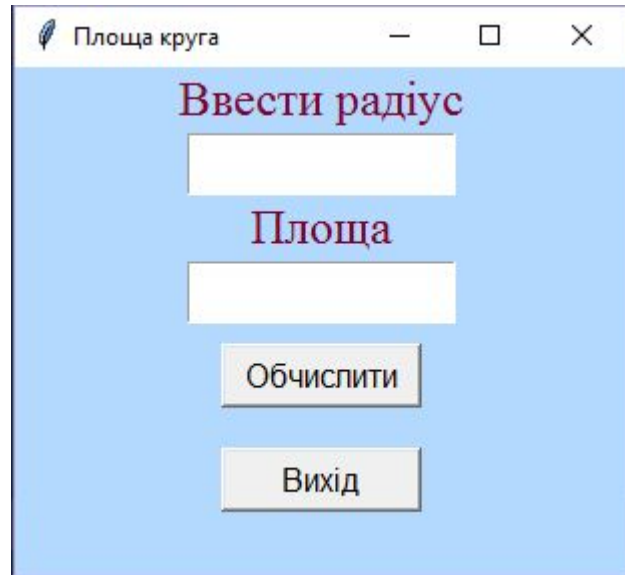 Площа круга
Ввести радіус
Площа
Обчислити
Вихід